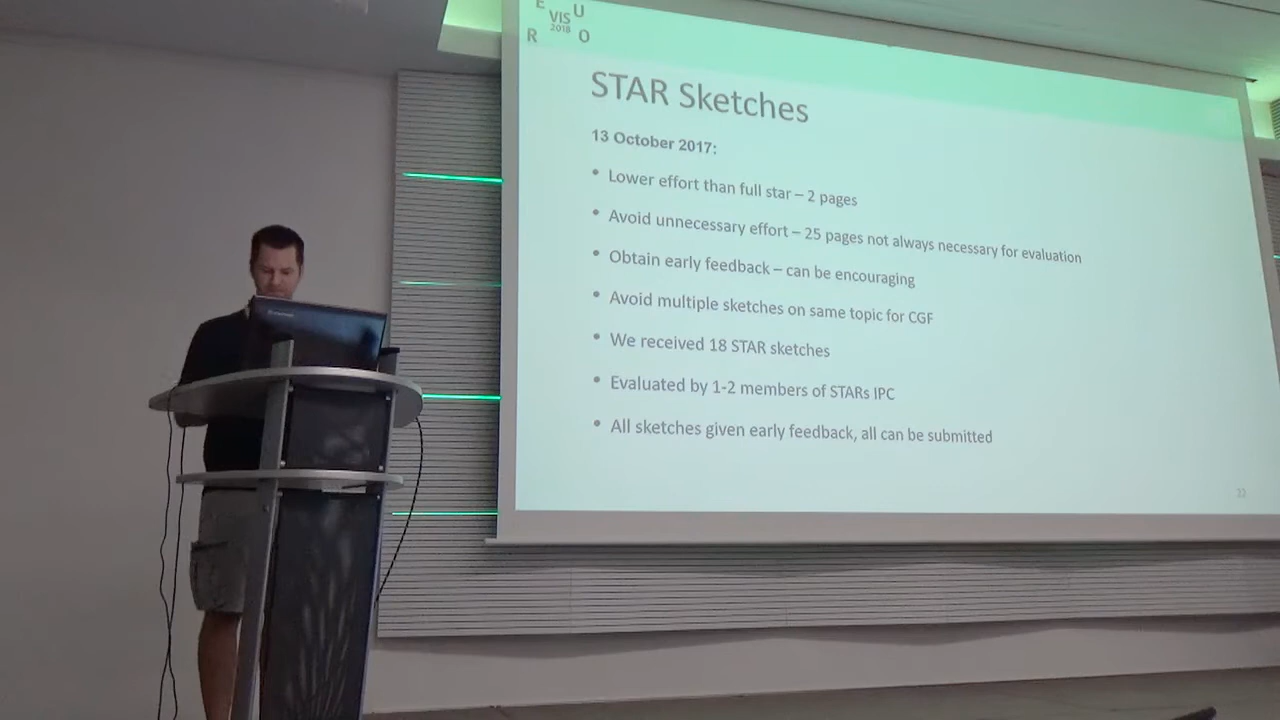 E U
VIS
2018
R O
STAR Sketches
13 October 2017:
• Lower effort than full star – 2 pages
• Avoid unnecessary effort – 25 pages not always necessary for evaluation
• Obtain early feedback – can be encouraging
• Avoid multiple sketches on same topic for CGF
• We received 18 STAR sketches
• Evaluated by 1-2 members of STARs IPC
• All sketches given early feedback, all can be submitted